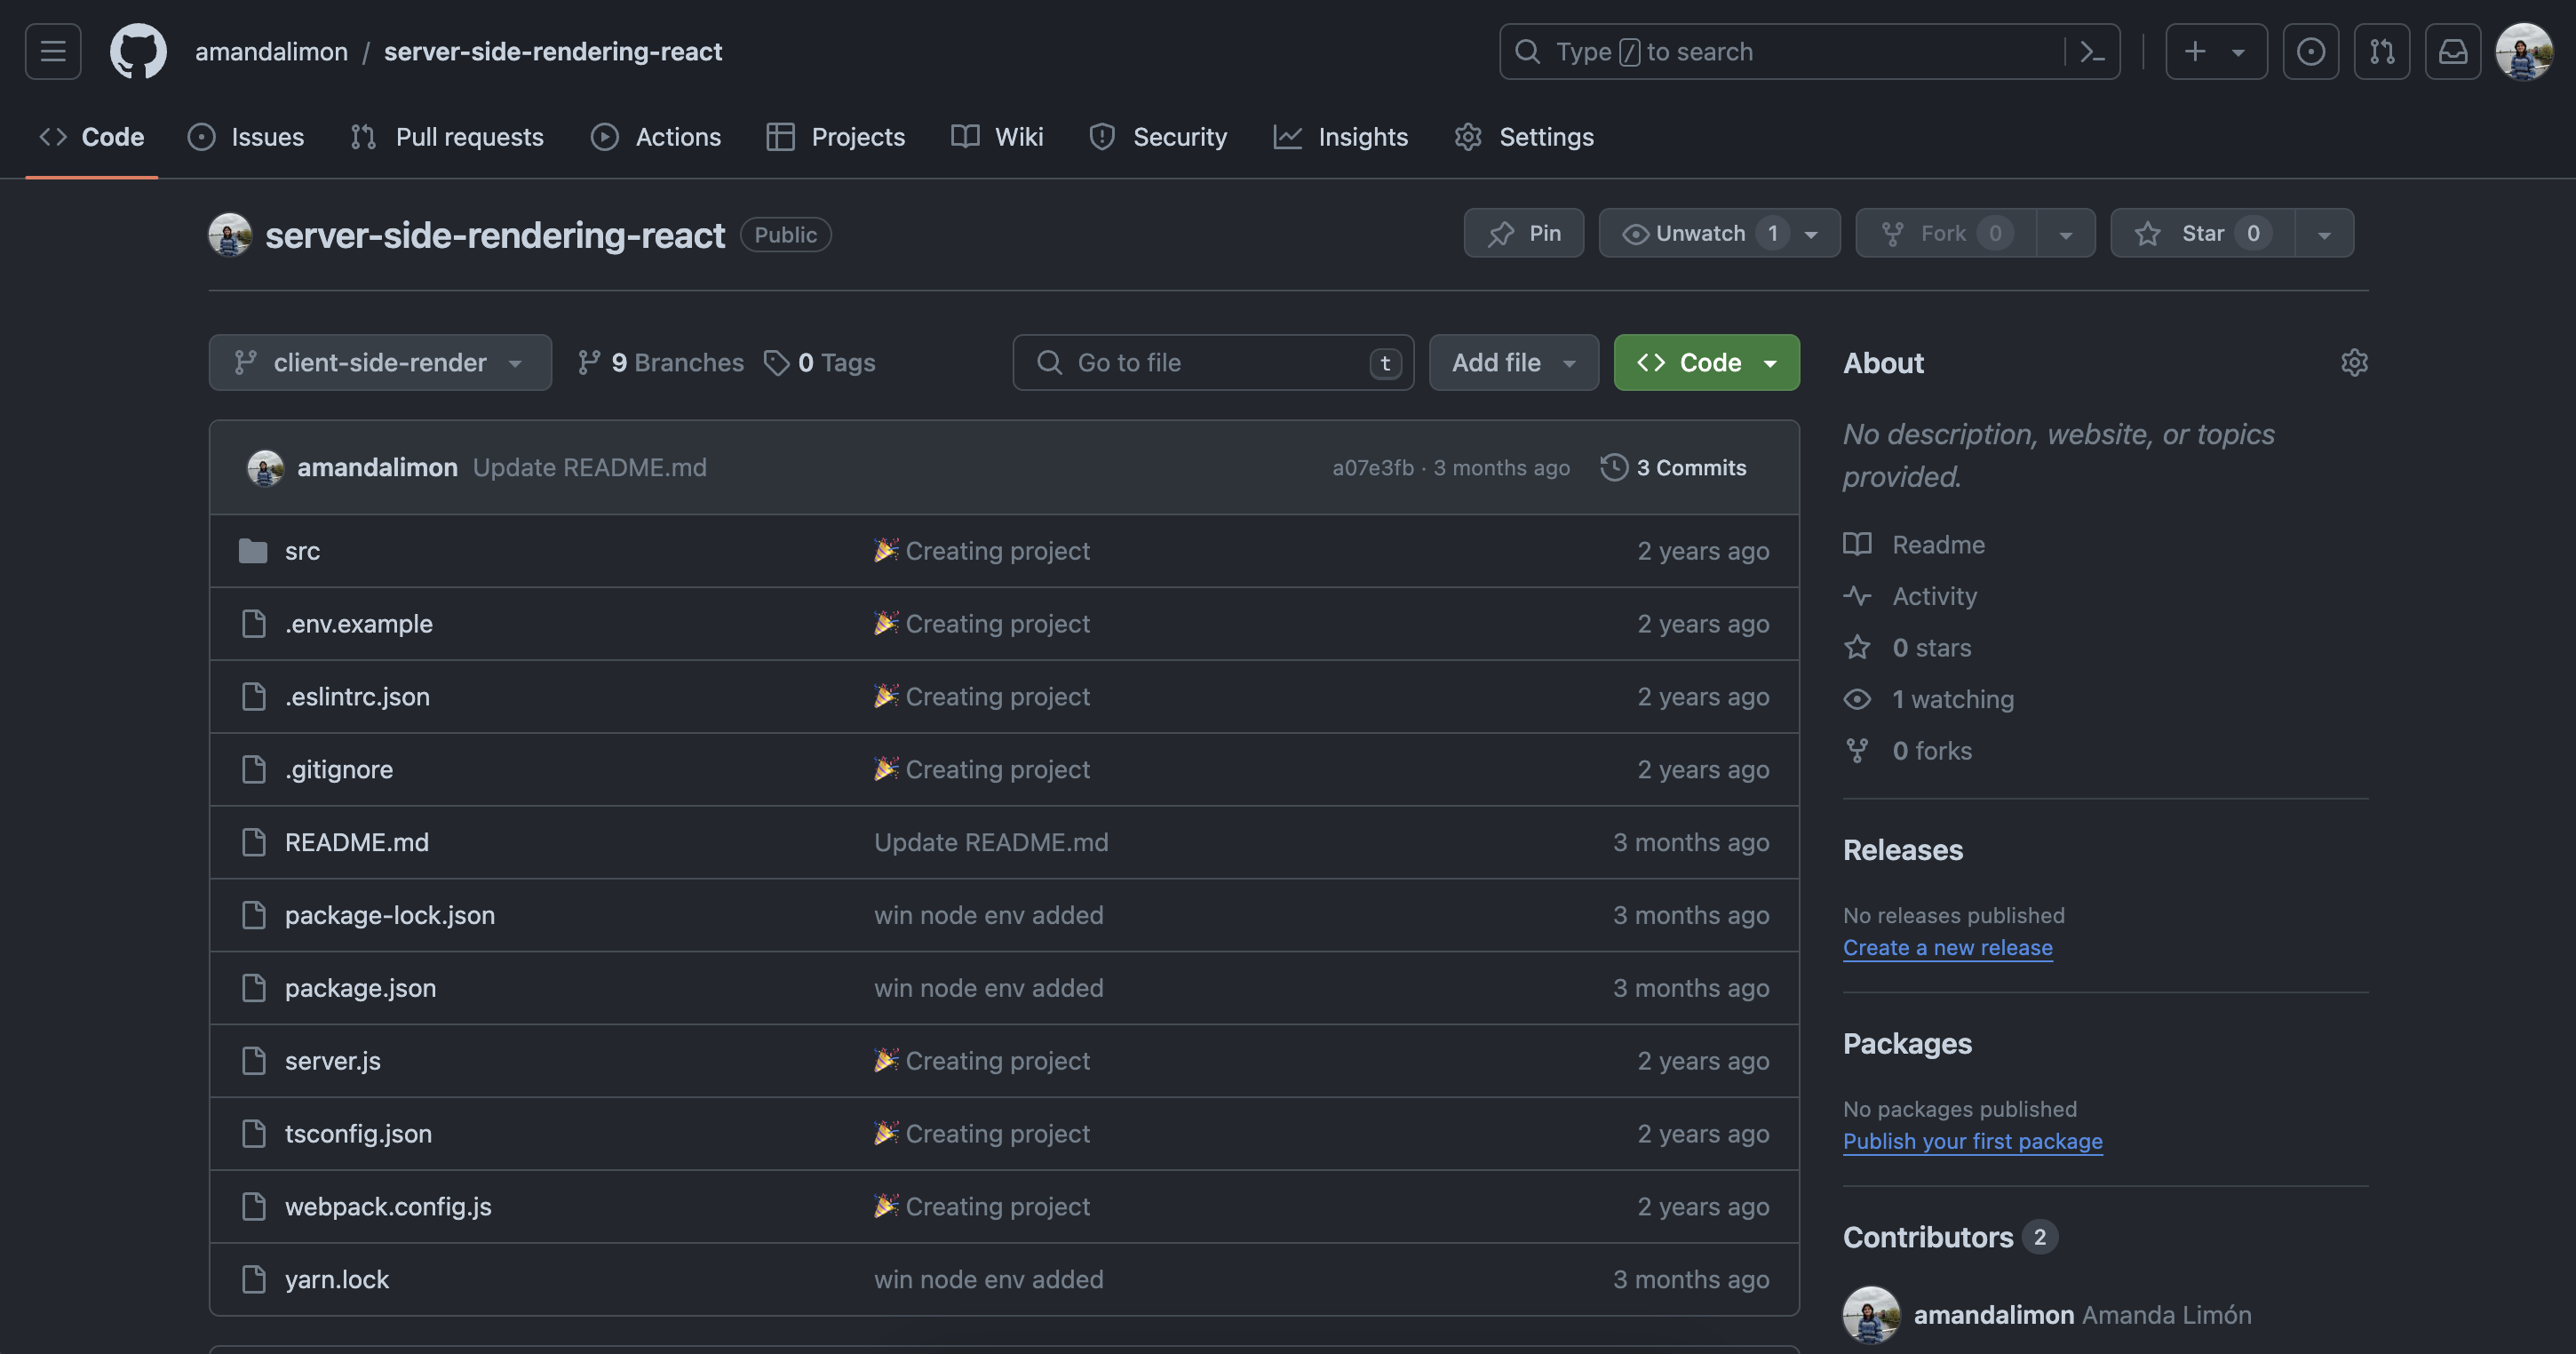 amandalimon / server-side-rendering-react
Type / to search
Code Issues Pull requests Actions Projects Wiki Security Insights Settings
server-side-rendering-react Public
Pin Unwatch 1 Fork 0 Star 0
client-side-render 9 Branches 0 Tags Go to file t Add file Code
amandalimon Update README.md a07e3fb · 3 months ago 3 Commits
src 🎉 Creating project 2 years ago
.env.example 🎉 Creating project 2 years ago
.eslintrc.json 🎉 Creating project 2 years ago
.gitignore 🎉 Creating project 2 years ago
README.md Update README.md 3 months ago
package-lock.json win node env added 3 months ago
package.json win node env added 3 months ago
server.js 🎉 Creating project 2 years ago
tsconfig.json 🎉 Creating project 2 years ago
webpack.config.js 🎉 Creating project 2 years ago
yarn.lock win node env added 3 months ago
About
No description, website, or topics
provided.
Readme
Activity
0 stars
1 watching
0 forks
Releases
No releases published
Create a new release
Packages
No packages published
Publish your first package
Contributors 2
amandalimon Amanda Limón